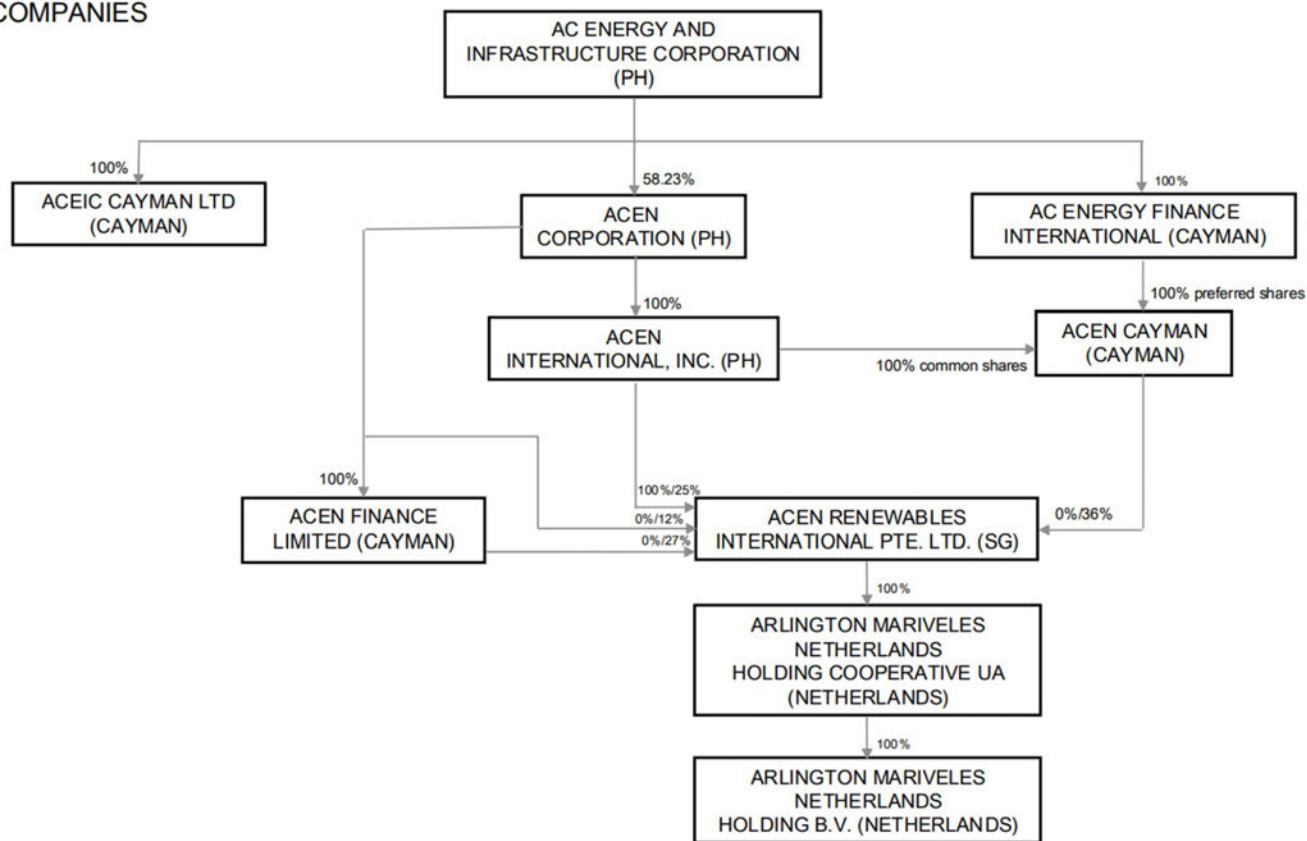 COMPANIES
AC ENERGY AND
INFRASTRUCTURE CORPORATION
(PH)
100%
58.23%
100%
ACEIC CAYMAN LTD
(CAYMAN)
ACEN
CORPORATION (PH)
AC ENERGY FINANCE
INTERNATIONAL (CAYMAN)
100%
100% preferred shares
ACEN
INTERNATIONAL, INC. (PH)
100% common shares
ACEN CAYMAN
(CAYMAN)
100%
100%/25%
0%/12%
0%/27%
0%/36%
ACEN FINANCE
LIMITED (CAYMAN)
ACEN RENEWABLES
INTERNATIONAL PTE. LTD. (SG)
100%
ARLINGTON MARIVELES
NETHERLANDS
HOLDING COOPERATIVE UA
(NETHERLANDS)
100%
ARLINGTON MARIVELES
NETHERLANDS
HOLDING B.V. (NETHERLANDS)